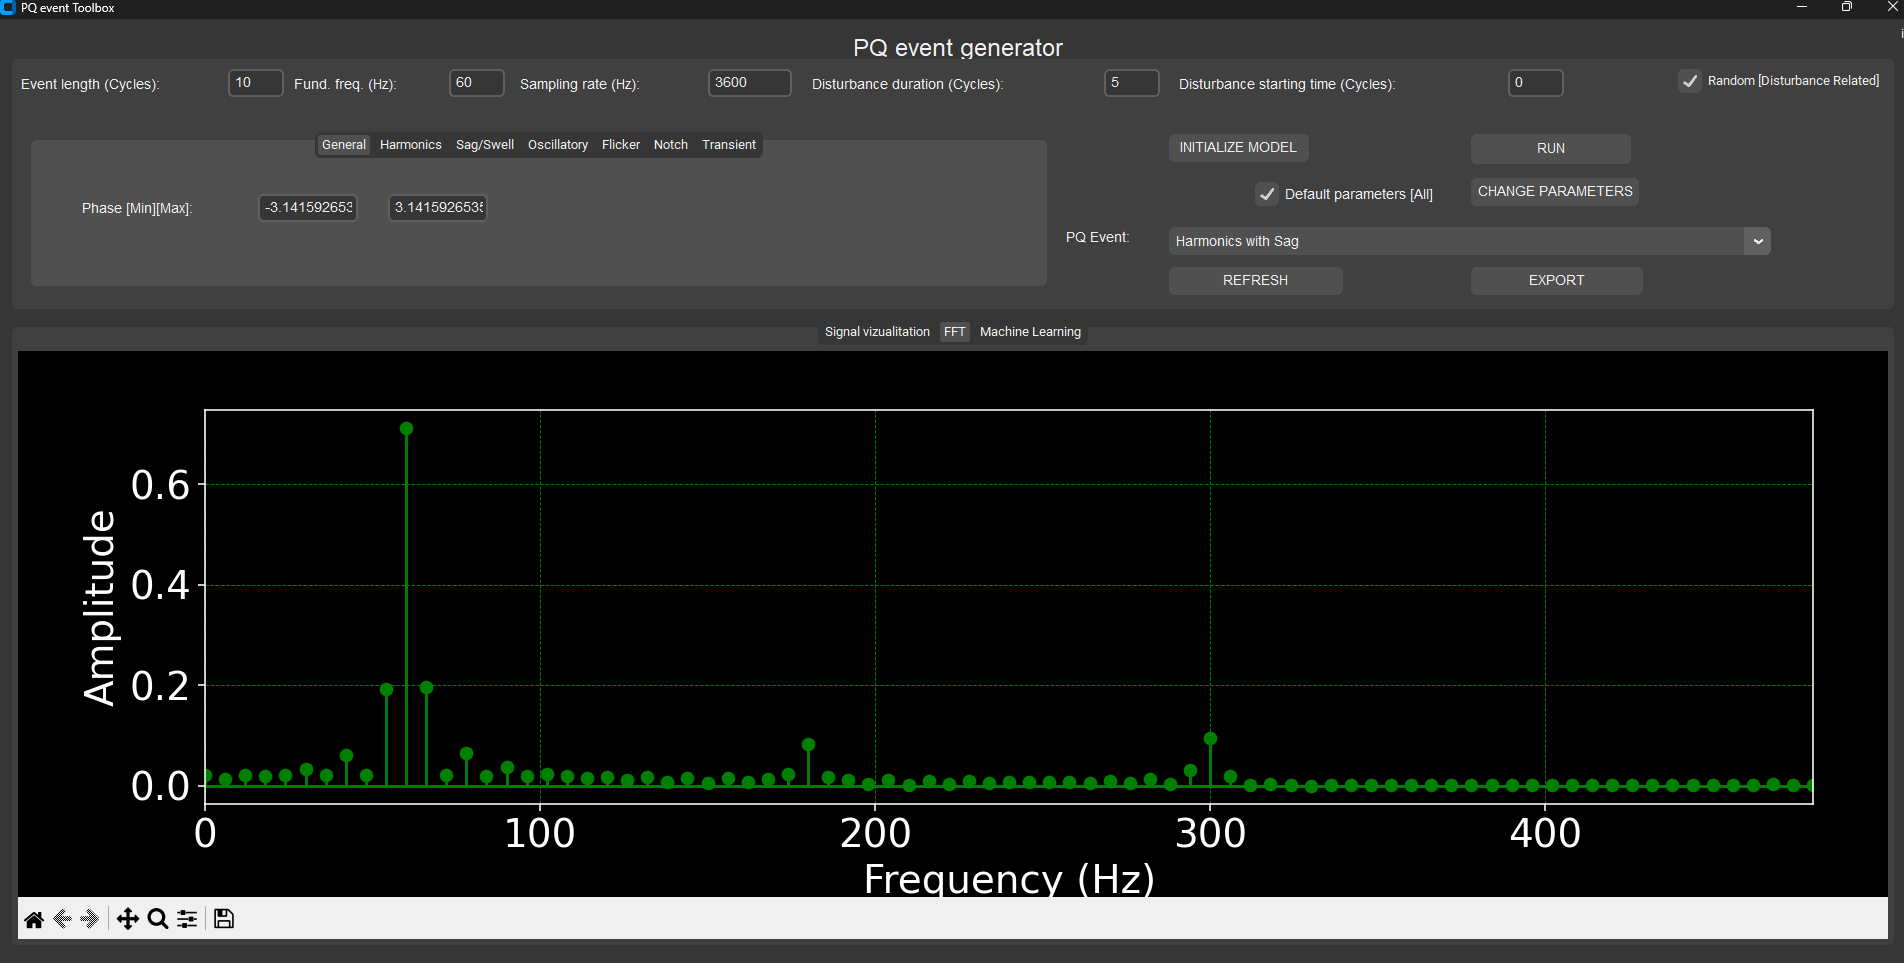 PQ event Toolbox
PQ event generator
Event length (Cycles): 10 Fund. freq. (Hz): 60 Sampling rate (Hz): 3600 Disturbance duration (Cycles): 5 Disturbance starting time (Cycles): 0 Random [Disturbance Related]
General Harmonics Sag/Swell Oscillatory Flicker Notch Transient
Phase [Min][Max]: -3.141592653 3.141592653
INITIALIZE MODEL RUN
Default parameters [All] CHANGE PARAMETERS
PQ Event: Harmonics with Sag
REFRESH EXPORT
Signal vizualitation FFT Machine Learning
Amplitude
0.6
0.4
0.2
0.0
0 100 200 300 400
Frequency (Hz)